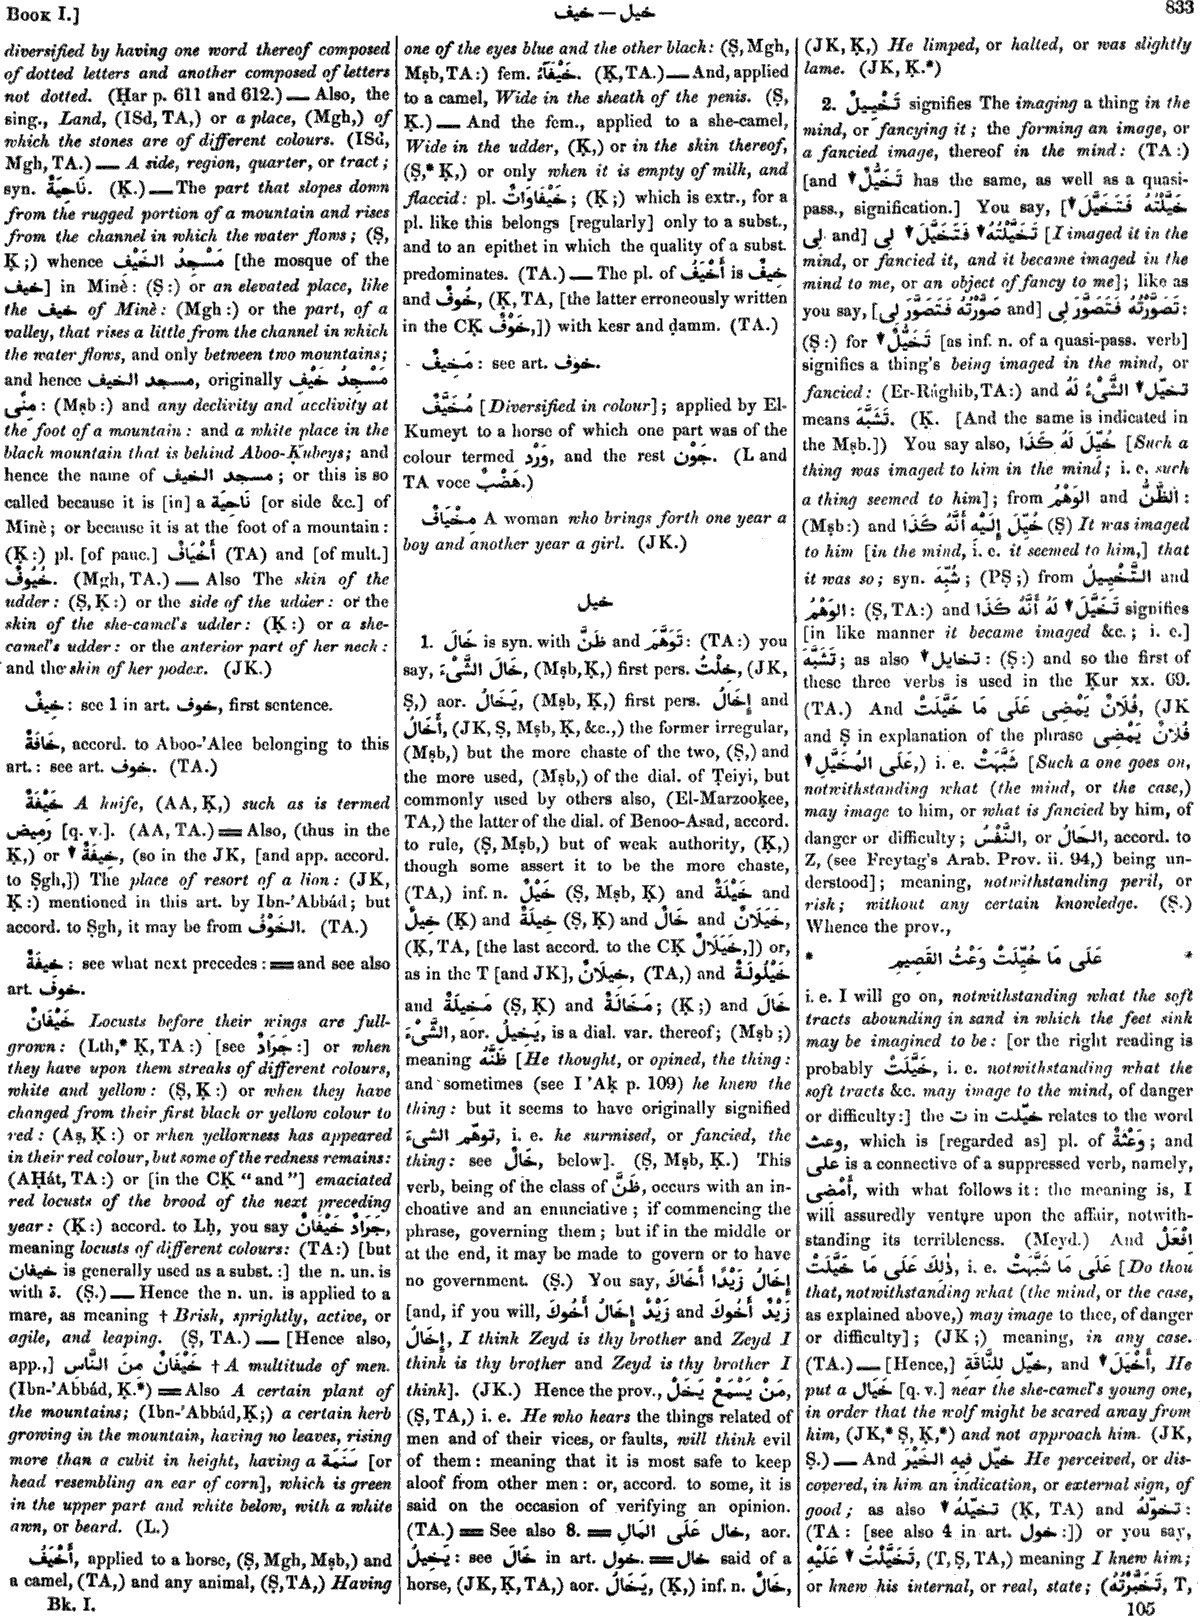 BOOK I.]
خيل — خيف
833
diversified by having one word thereof composed
of dotted letters and another composed of letters
not dotted. (Ḥar p. 611 and 612.) — Also, the
sing., Land, (ISd, TA,) or a place, (Mgh,) of
which the stones are of different colours. (ISd,
Mgh, TA.) — A side, region, quarter, or tract;
syn. نَاحِيَةٌ. (Ḳ.) — The part that slopes down
from the rugged portion of a mountain and rises
from the channel in which the water flows; (Ṣ,
Ḳ;) whence مَسْجِدُ الخَيْفِ [the mosque of the
خيف] in Minè: (Ṣ:) or an elevated place, like
the خيف of Minè: (Mgh:) or the part, of a
valley, that rises a little from the channel in which
the water flows, and only between two mountains;
and hence مسجد الخيف, originally مَسْجِدُ خَيْفِ
مِنًى: (Mṣb:) and any declivity and acclivity at
the foot of a mountain: and a white place in the
black mountain that is behind Aboo-Ḳubeys; and
hence the name of مسجد الخيف; or this is so
called because it is [in] a نَاحِيَة [or side &c.] of
Minè; or because it is at the foot of a mountain:
(Ḳ:) pl. [of pauc.] أَخْيَافٌ (TA) and [of mult.]
خُيُوفٌ. (Mgh, TA.) — Also The skin of the
udder: (Ṣ, Ḳ:) or the side of the udder: or the
skin of the she-camel's udder: (Ḳ:) or a she-
camel's udder: or the anterior part of her neck:
and the skin of her podex. (JK.)
خِيفٌ: see 1 in art. خوف, first sentence.
خَافَةٌ, accord. to Aboo-'Alee belonging to this
art.: see art. خوف. (TA.)
خَيْفَةٌ A knife, (AA, Ḳ,) such as is termed
رَمِيض [q. v.]. (AA, TA.) == Also, (thus in the
Ḳ,) or خِيفَةٌ, (so in the JK, [and app. accord.
to Ṣgh,]) The place of resort of a lion: (JK,
Ḳ:) mentioned in this art. by Ibn-'Abbád; but
accord. to Ṣgh, it may be from الخَوْفُ. (TA.)
خِيفَةٌ: see what next precedes: == and see also
art. خوف.
خَيْفَانٌ Locusts before their wings are full-
grown: (Lth,* Ḳ, TA:) [see جَرَادٌ:] or when
they have upon them streaks of different colours,
white and yellow: (Ṣ, Ḳ:) or when they have
changed from their first black or yellow colour to
red: (Aṣ, Ḳ:) or when yellowness has appeared
in their red colour, but some of the redness remains:
(AḤát, TA:) or [in the CḲ "and"] emaciated
red locusts of the brood of the next preceding
year: (Ḳ:) accord. to Lḥ, you say جَرَادٌ خَيْفَانٌ,
meaning locusts of different colours: (TA:) [but
خيفان is generally used as a subst.:] the n. un. is
with ة. (Ṣ.) — Hence the n. un. is applied to a
mare, as meaning † Brisk, sprightly, active, or
agile, and leaping. (Ṣ, TA.) — [Hence also,
app.,] خَيْفَانٌ مِنَ النَّاسِ † A multitude of men.
(Ibn-'Abbád, Ḳ.*) == Also A certain plant of
the mountains; (Ibn-'Abbád, Ḳ;) a certain herb
growing in the mountain, having no leaves, rising
more than a cubit in height, having a سَنَمَة [or
head resembling an ear of corn], which is green
in the upper part and white below, with a white
awn, or beard. (L.)
أَخْيَفُ, applied to a horse, (Ṣ, Mgh, Mṣb,) and
a camel, (TA,) and any animal, (Ṣ, TA,) Having
Bk. I.
one of the eyes blue and the other black: (Ṣ, Mgh,
Mṣb, TA:) fem. خَيْفَآءُ. (Ḳ, TA.) — And, applied
to a camel, Wide in the sheath of the penis. (Ṣ,
Ḳ.) — And the fem., applied to a she-camel,
Wide in the udder, (Ḳ,) or in the skin thereof,
(Ṣ,* Ḳ,) or only when it is empty of milk, and
flaccid: pl. خَيْفَاوَاتٌ; (Ḳ;) which is extr., for a
pl. like this belongs [regularly] only to a subst.,
and to an epithet in which the quality of a subst.
predominates. (TA.) — The pl. of أَخْيَفُ is خِيفٌ
and خُوفٌ, (Ḳ, TA, [the latter erroneously written
in the CḲ خَوْفٌ,]) with kesr and ḍamm. (TA.)
مَخِيفٌ: see art. خوف.
مُخَيَّفٌ [Diversified in colour]; applied by El-
Kumeyt to a horse of which one part was of the
colour termed وَرْد, and the rest جَوْن. (L and
TA voce هَضْبٌ.)
مِخْيَافٌ A woman who brings forth one year a
boy and another year a girl. (JK.)
خيل
1. خَالَ is syn. with ظَنَّ and تَوَهَّمَ: (TA:) you
say, خَالَ الشَّىْءَ, (Mṣb, Ḳ,) first pers. خِلْتُ, (JK,
Ṣ,) aor. يَخَالُ, (Mṣb, Ḳ,) first pers. إِخَالُ and
أَخَالُ, (JK, Ṣ, Mṣb, Ḳ, &c.,) the former irregular,
(Mṣb,) but the more chaste of the two, (Ṣ,) and
the more used, (Mṣb,) of the dial. of Ṭeiyi, but
commonly used by others also, (El-Marzooḳee,
TA,) the latter of the dial. of Benoo-Asad, accord.
to rule, (Ṣ, Mṣb,) but of weak authority, (Ḳ,)
though some assert it to be the more chaste,
(TA,) inf. n. خَيْلٌ (Ṣ, Mṣb, Ḳ) and خَيْلَةٌ and
خِيلٌ (Ḳ) and خِيلَةٌ (Ṣ, Ḳ) and خَالٌ and خَيَلَانٌ,
(Ḳ, TA, [the last accord. to the CḲ خَيَلَالٌ,]) or,
as in the T [and JK], خِيلَانٌ, (TA,) and خَيْلُولَةٌ
and مَخِيلَةٌ (Ṣ, Ḳ) and مَخَالَةٌ; (Ḳ;) and خَالَ
الشَّىْءَ, aor. يَخِيلُ, is a dial. var. thereof; (Mṣb;)
meaning ظَنَّهُ [He thought, or opined, the thing:
and sometimes (see I 'Aḳ p. 109) he knew the
thing: but it seems to have originally signified
توهّم الشىء, i. e. he surmised, or fancied, the
thing: see خَالٌ, below]. (Ṣ, Mṣb, Ḳ.) This
verb, being of the class of ظَنَّ, occurs with an in-
choative and an enunciative; if commencing the
phrase, governing them; but if in the middle or
at the end, it may be made to govern or to have
no government. (Ṣ.) You say, إِخَالُ زَيْدًا أَخَاكَ
[and, if you will, زَيْدٌ إِخَالُ أَخُوكَ and زَيْدٌ أَخُوكَ
إِخَالُ, I think Zeyd is thy brother and Zeyd I
think is thy brother and Zeyd is thy brother I
think]. (JK.) Hence the prov., مَنْ يَسْمَعْ يَخَلْ,
(Ṣ, TA,) i. e. He who hears the things related of
men and of their vices, or faults, will think evil
of them: meaning that it is most safe to keep
aloof from other men: or, accord. to some, it is
said on the occasion of verifying an opinion.
(TA.) == See also 8. == خال عَلَى المَالِ, aor.
يَخِيلُ: see خَالَ in art. خول. == خال said of a
horse, (JK, Ḳ, TA,) aor. يَخَالُ, (Ḳ,) inf. n. خَالٌ,
(JK, Ḳ,) He limped, or halted, or was slightly
lame. (JK, Ḳ.*)
2. تَخْيِيلٌ signifies The imaging a thing in the
mind, or fancying it; the forming an image, or
a fancied image, thereof in the mind: (TA:)
[and تَخَيُّلٌ has the same, as well as a quasi-
pass., signification.] You say, [خَيَّلْتُهُ فَتَخَيَّلَ
لِى and] تَخَيَّلْتُهُ فَتَخَيَّلَ لِى [I imaged it in the
mind, or fancied it, and it became imaged in the
mind to me, or an object of fancy to me]; like as
you say, [صَوَّرْتُهُ فَتَصَوَّرَ لِى and] تَصَوَّرْتُهُ فَتَصَوَّرَ لِى:
(Ṣ:) for تَخَيُّلٌ [as inf. n. of a quasi-pass. verb]
signifies a thing's being imaged in the mind, or
fancied: (Er-Rághib, TA:) and تخيّل الشَّىْءُ لَهُ
means تَشَبَّهَ. (Ḳ. [And the same is indicated in
the Mṣb.]) You say also, خُيِّلَ لَهُ كَذَا [Such a
thing was imaged to him in the mind; i. e. such
a thing seemed to him]; from الوَهْمُ and الظَّنُّ:
(Mṣb:) and خُيِّلَ إِلَيْهِ أَنَّهُ كَذَا (Ṣ) It was imaged
to him [in the mind, i. e. it seemed to him,] that
it was so; syn. شُبِّهَ; (PṢ;) from التَّخْيِيلُ and
الوَهْمُ: (Ṣ, TA:) and تَخَيَّلَ لَهُ أَنَّهُ كَذَا signifies
[in like manner it became imaged &c.; i. e.]
تَشَبَّهَ; as also تخايل: (Ṣ:) and so the first of
these three verbs is used in the Ḳur xx. 69.
(TA.) And فُلَانٌ يَمْضِى عَلَى مَا خَيَّلَتْ, (JK
and Ṣ in explanation of the phrase فُلَانٌ يَمْضِى
عَلَى المُخَيَّلِ,) i. e. شَبَّهَتْ [Such a one goes on,
notwithstanding what (the mind, or the case,)
may image to him, or what is fancied by him, of
danger or difficulty; النَّفْسُ, or الحَالُ, accord. to
Z, (see Freytag's Arab. Prov. ii. 94,) being un-
derstood]; meaning, notwithstanding peril, or
risk; without any certain knowledge. (Ṣ.)
Whence the prov.,
* عَلَى مَا خُيِّلَتْ وَعْثُ القَصِيمِ *
i. e. I will go on, notwithstanding what the soft
tracts abounding in sand in which the feet sink
may be imagined to be: [or the right reading is
probably خَيَّلَتْ, i. e. notwithstanding what the
soft tracts &c. may image to the mind, of danger
or difficulty:] the ت in خيّلت relates to the word
وعث, which is [regarded as] pl. of وَعْثَةٌ; and
على is a connective of a suppressed verb, namely,
أَمْضِى, with what follows it: the meaning is, I
will assuredly venture upon the affair, notwith-
standing its terribleness. (Meyd.) And اِفْعَلْ
ذٰلِكَ عَلَى مَا خَيَّلَتْ, i. e. عَلَى مَا شَبَّهَتْ [Do thou
that, notwithstanding what (the mind, or the case,
as explained above,) may image to thee, of danger
or difficulty]; (JK;) meaning, in any case.
(TA.) — [Hence,] خيّل لِلنَّاقَةِ, and أَخْيَلَ, He
put a خَيَال [q. v.] near the she-camel's young one,
in order that the wolf might be scared away from
him, (JK,* Ṣ, Ḳ,*) and not approach him. (JK,
Ṣ.) — And خيّل فِيهِ الخَيْرَ He perceived, or dis-
covered, in him an indication, or external sign, of
good; as also تخيّلهُ (Ḳ, TA) and تخوّلهُ:
(TA: [see also 4 in art. خول:]) or you say,
تَخَيَّلْتُ عَلَيْهِ, (T, Ṣ, TA,) meaning I knew him;
or knew his internal, or real, state; (تَخَبَّرْتُهُ, T,
105